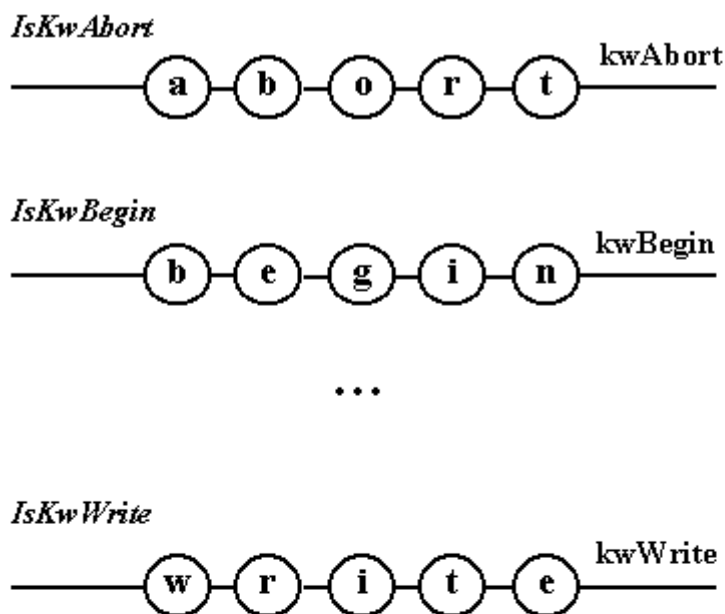 IsKwAbort
a b o r t kwAbort
IsKwBegin
b e g i n kwBegin
...
IsKwWrite
w r i t e kwWrite